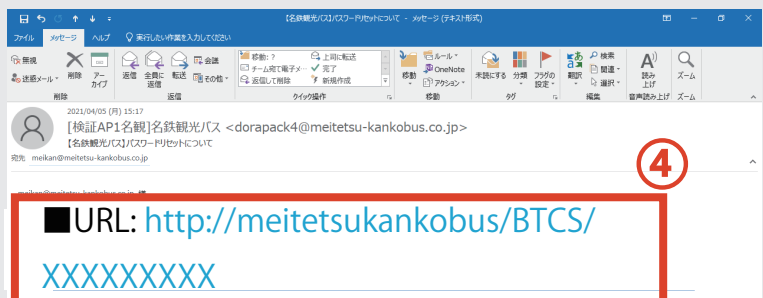 【名鉄観光バス】パスワードリセットについて - メッセージ (テキスト形式)
ファイル メッセージ ヘルプ 実行したい作業を入力してください
無視
迷惑メール
削除
アーカイブ
返信
全員に返信
転送
会議
その他
移動: ?
チーム宛て電子メ…
返信して削除
上司に転送
完了
新規作成
移動
ルール
OneNote
アクション
未読にする
分類
フラグの設定
翻訳
検索
関連
選択
読み上げ
ズーム
削除 返信 クイック操作 移動 タグ 編集 音声読み上げ ズーム
2021/04/05 (月) 15:17
[検証AP1名観]名鉄観光バス <dorapack4@meitetsu-kankobus.co.jp>
【名鉄観光バス】パスワードリセットについて
宛先 meikan@meitetsu-kankobus.co.jp
④
meikan@meitetsu-kankobus.co.jp 様
■URL: http://meitetsukankobus/BTCS/
XXXXXXXXX